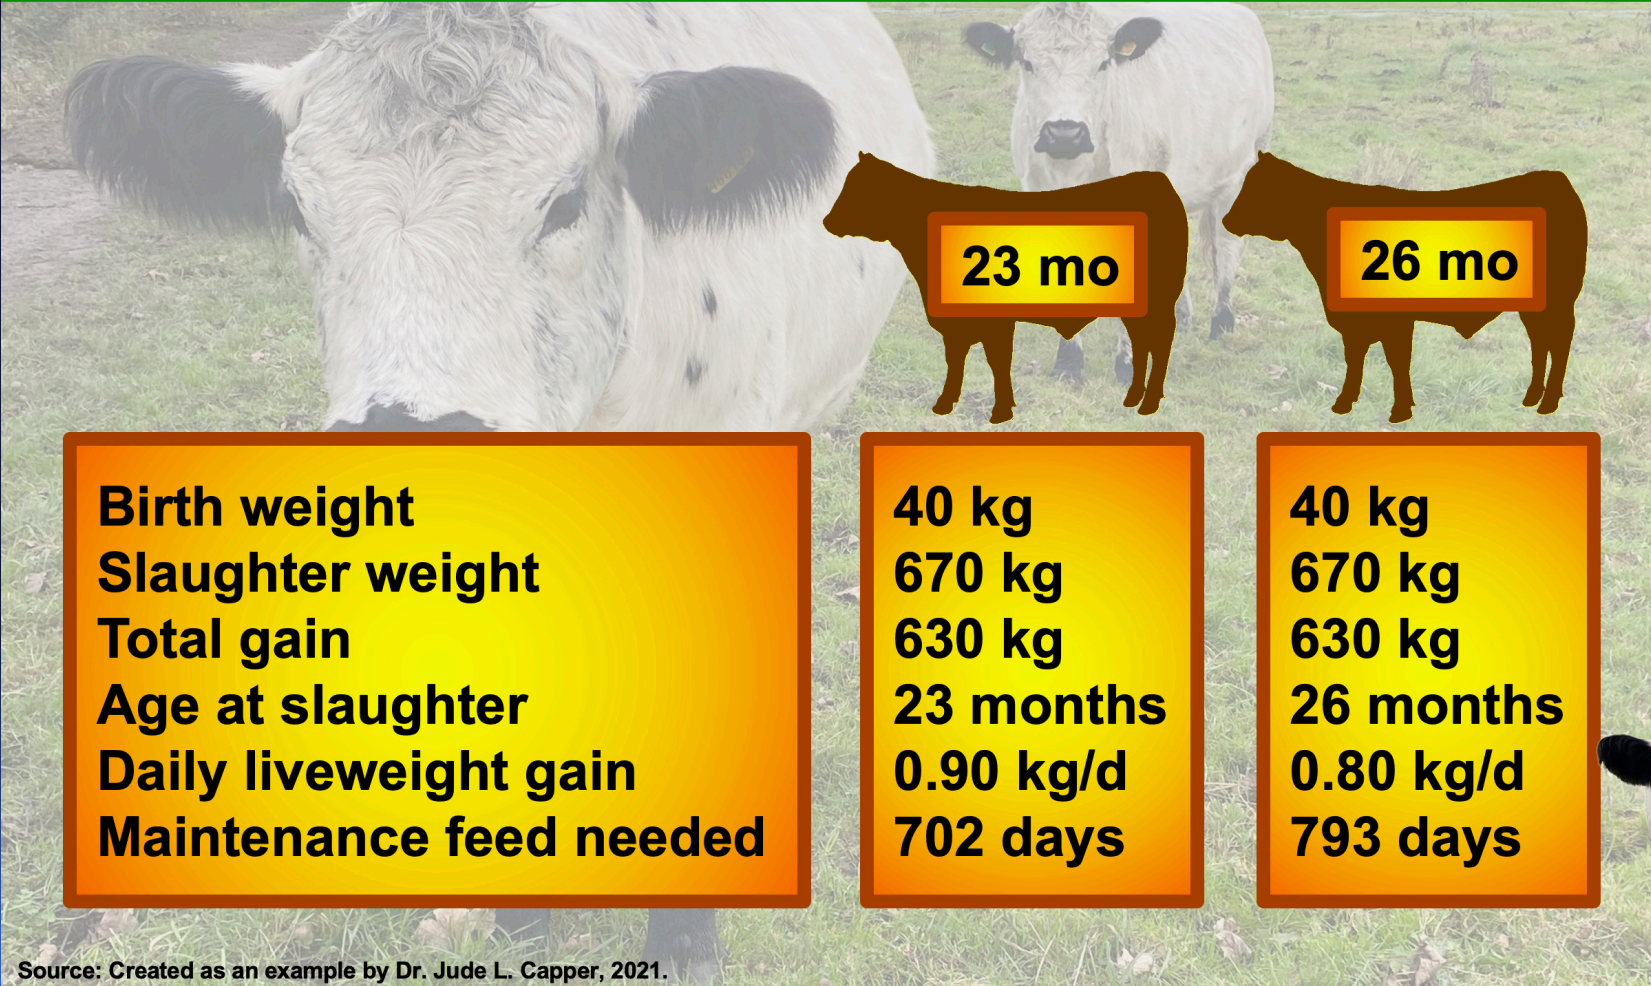 23 mo
26 mo
Birth weight 40 kg 40 kg
Slaughter weight 670 kg 670 kg
Total gain 630 kg 630 kg
Age at slaughter 23 months 26 months
Daily liveweight gain 0.90 kg/d 0.80 kg/d
Maintenance feed needed 702 days 793 days
Source: Created as an example by Dr. Jude L. Capper, 2021.